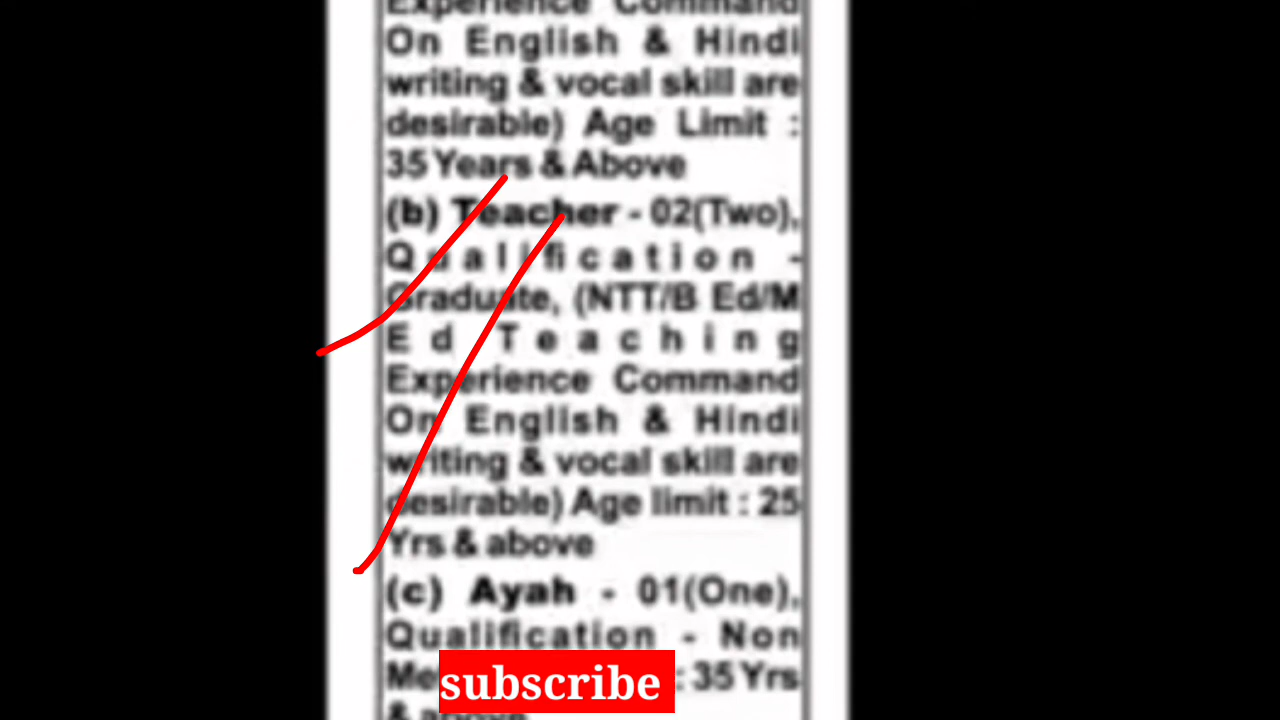 Experience Command
On English & Hindi
writing & vocal skill are
desirable) Age Limit :
35 Years & Above
(b) Teacher - 02(Two),
Qualification -
Graduate, (NTT/B Ed/M
Ed Teaching
Experience Command
On English & Hindi
writing & vocal skill are
desirable) Age limit : 25
Yrs & above
(c) Ayah - 01(One),
Qualification - Non
: 35 Yrs
& above
subscribe